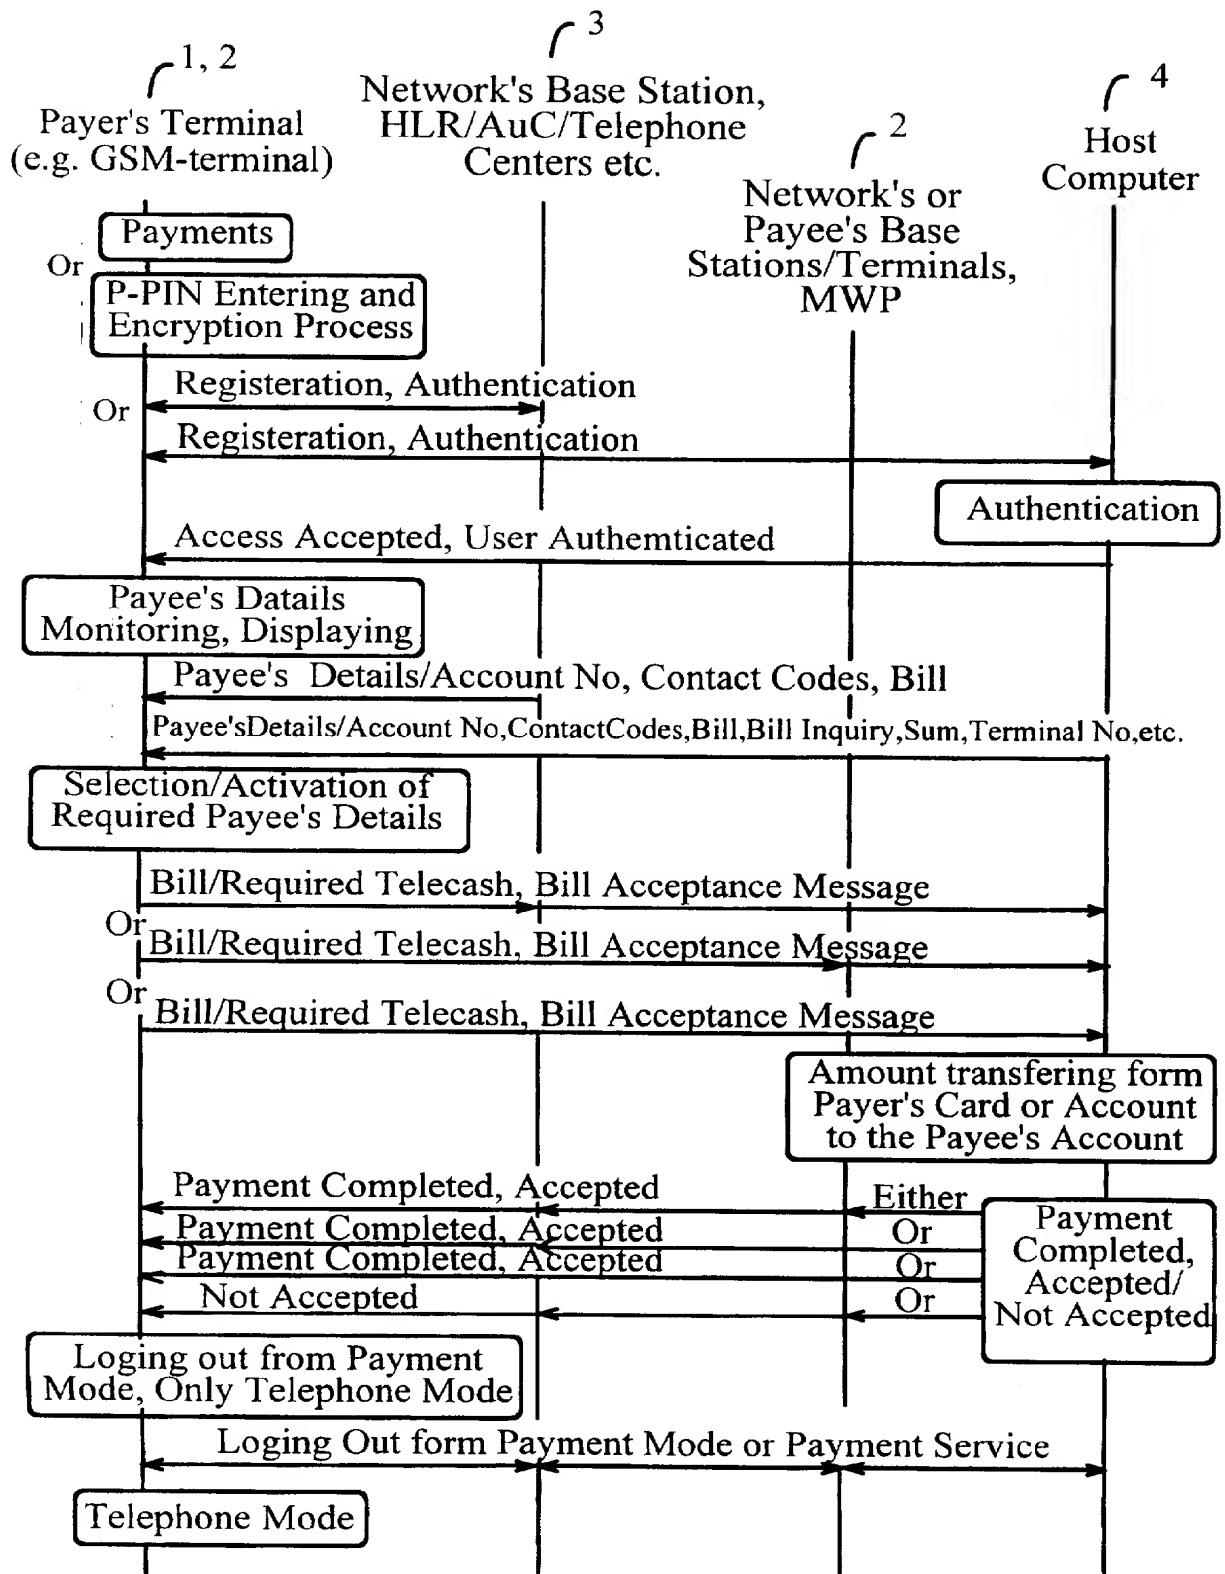 1, 2
3
4
2
Payer's Terminal
(e.g. GSM-terminal)
Network's Base Station,
HLR/AuC/Telephone
Centers etc.
Network's or
Payee's Base
Stations/Terminals,
MWP
Host
Computer
Payments
Or
P-PIN Entering and
Encryption Process
Registeration, Authentication
Or
Registeration, Authentication
Authentication
Access Accepted, User Authemticated
Payee's Datails
Monitoring, Displaying
Payee's Details/Account No, Contact Codes, Bill
Payee'sDetails/Account No,ContactCodes,Bill,Bill Inquiry,Sum,Terminal No,etc.
Selection/Activation of
Required Payee's Details
Bill/Required Telecash, Bill Acceptance Message
Or
Bill/Required Telecash, Bill Acceptance Message
Or
Bill/Required Telecash, Bill Acceptance Message
Amount transfering form
Payer's Card or Account
to the Payee's Account
Payment Completed, Accepted
Either
Payment Completed, Accepted
Or
Payment Completed, Accepted
Or
Not Accepted
Or
Payment
Completed,
Accepted/
Not Accepted
Loging out from Payment
Mode, Only Telephone Mode
Loging Out form Payment Mode or Payment Service
Telephone Mode